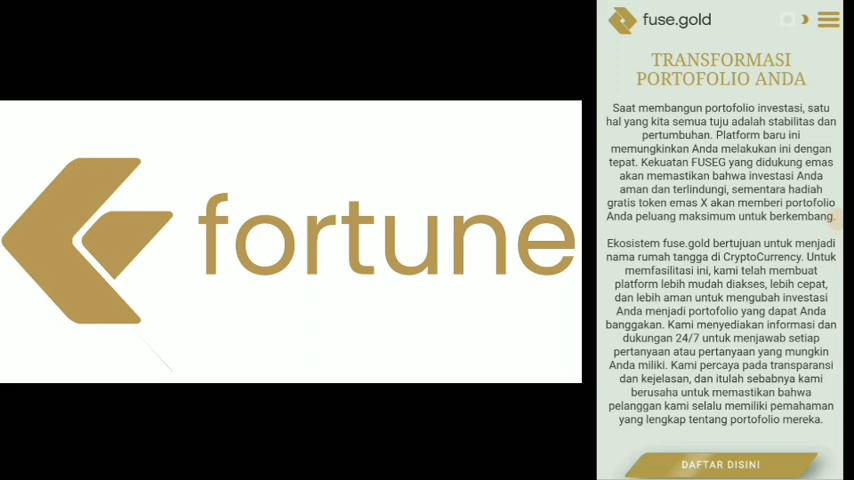 fortune
fuse.gold
TRANSFORMASI
PORTOFOLIO ANDA
Saat membangun portofolio investasi, satu
hal yang kita semua tuju adalah stabilitas dan
pertumbuhan. Platform baru ini
memungkinkan Anda melakukan ini dengan
tepat. Kekuatan FUSEG yang didukung emas
akan memastikan bahwa investasi Anda
aman dan terlindungi, sementara hadiah
gratis token emas X akan memberi portofolio
Anda peluang maksimum untuk berkembang.
Ekosistem fuse.gold bertujuan untuk menjadi
nama rumah tangga di CryptoCurrency. Untuk
memfasilitasi ini, kami telah membuat
platform lebih mudah diakses, lebih cepat,
dan lebih aman untuk mengubah investasi
Anda menjadi portofolio yang dapat Anda
banggakan. Kami menyediakan informasi dan
dukungan 24/7 untuk menjawab setiap
pertanyaan atau pertanyaan yang mungkin
Anda miliki. Kami percaya pada transparansi
dan kejelasan, dan itulah sebabnya kami
berusaha untuk memastikan bahwa
pelanggan kami selalu memiliki pemahaman
yang lengkap tentang portofolio mereka.
DAFTAR DISINI